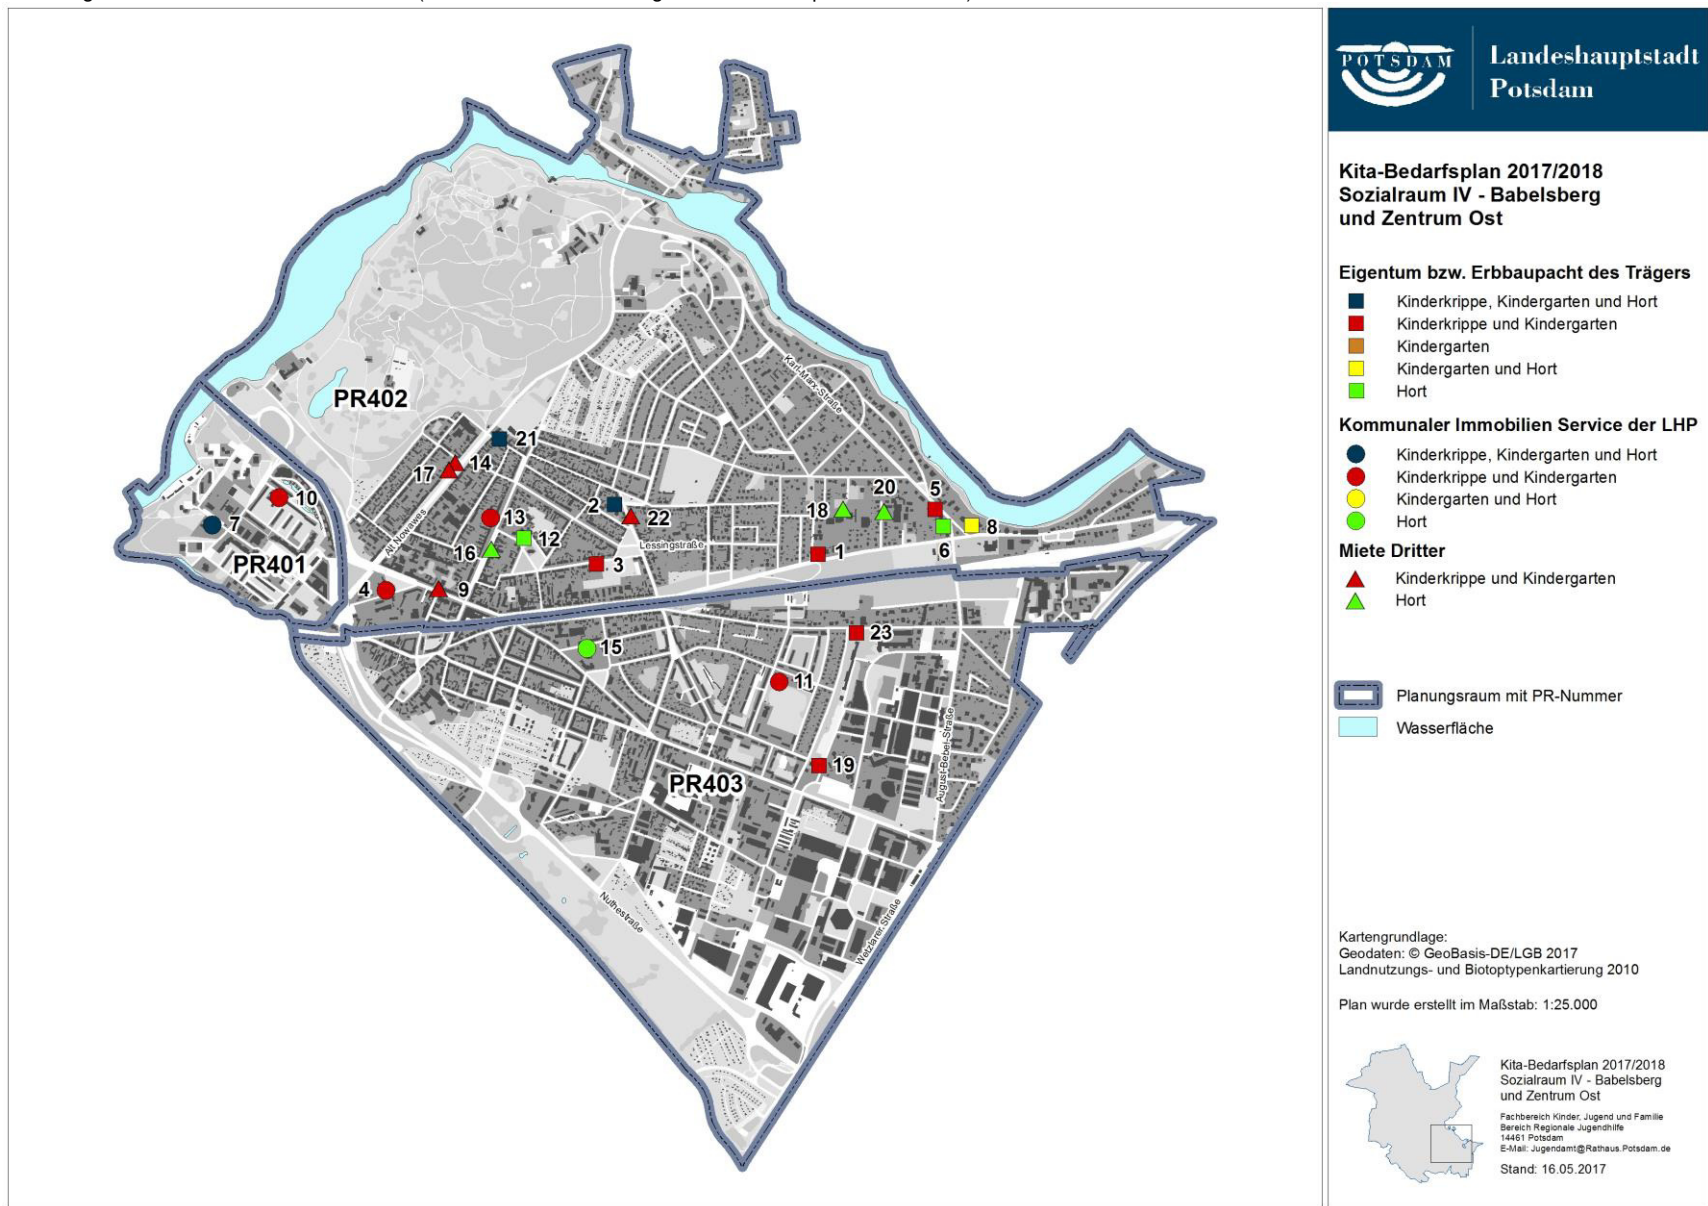 POTSDAM
Landeshauptstadt
Potsdam
Kita-Bedarfsplan 2017/2018
Sozialraum IV - Babelsberg
und Zentrum Ost
Eigentum bzw. Erbbaupacht des Trägers
Kinderkrippe, Kindergarten und Hort
Kinderkrippe und Kindergarten
Kindergarten
Kindergarten und Hort
Hort
Kommunaler Immobilien Service der LHP
Kinderkrippe, Kindergarten und Hort
Kinderkrippe und Kindergarten
Kindergarten und Hort
Hort
Miete Dritter
Kinderkrippe und Kindergarten
Hort
Planungsraum mit PR-Nummer
Wasserfläche
Kartengrundlage:
Geodaten: © GeoBasis-DE/LGB 2017
Landnutzungs- und Biotoptypenkartierung 2010
Plan wurde erstellt im Maßstab: 1:25.000
Kita-Bedarfsplan 2017/2018
Sozialraum IV - Babelsberg
und Zentrum Ost
Fachbereich Kinder, Jugend und Familie
Bereich Regionale Jugendhilfe
14461 Potsdam
E-Mail: Jugendamt@Rathaus.Potsdam.de
Stand: 16.05.2017
PR402
Karl-Marx-Straße
21
14
17
10
2
22
20
5
18
7
13
8
Alt Nowawes
12
Lessingstraße
6
16
1
PR401
3
4
9
23
15
11
August-Bebel-Straße
19
PR403
Nuthestraße
Wetzlarer Straße